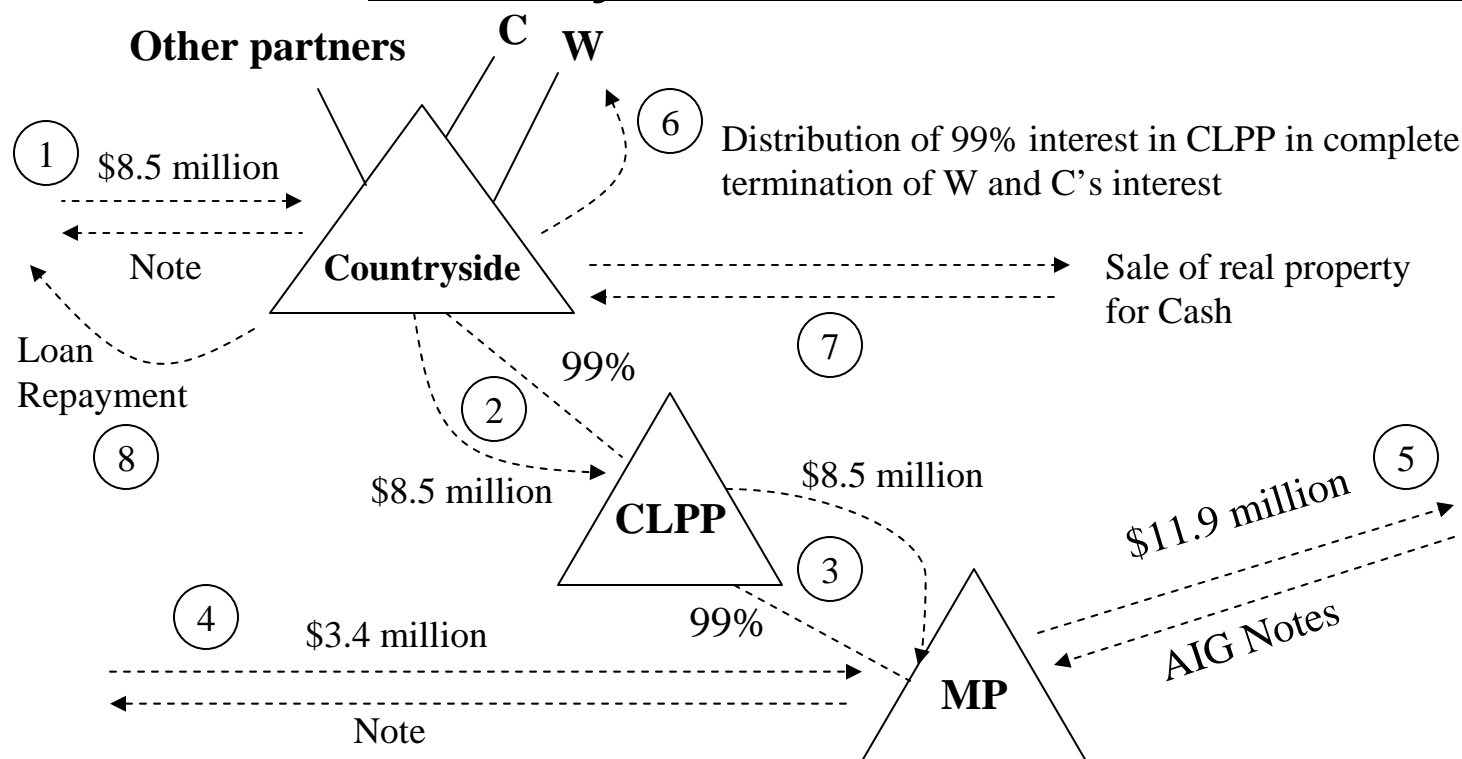 Other partners
C
W
1
$8.5 million
Note
Countryside
6
Distribution of 99% interest in CLPP in complete
termination of W and C's interest
Sale of real property
for Cash
7
Loan
Repayment
8
99%
2
$8.5 million
CLPP
$8.5 million
3
99%
4
$3.4 million
Note
MP
5
$11.9 million
AIG Notes